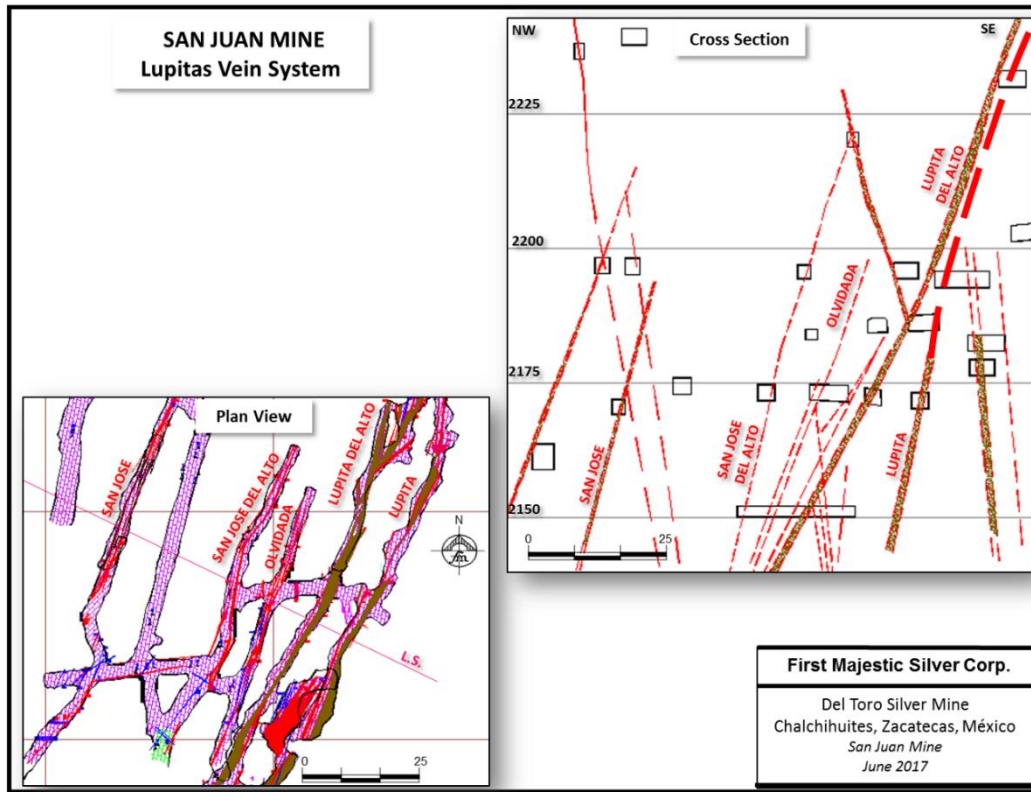 SAN JUAN MINE
Lupitas Vein System
NW
Cross Section
SE
2225
2200
2175
2150
LUPITA
DEL ALTO
OLVIDADA
SAN JOSE
SAN JOSE
DEL ALTO
LUPITA
0
25
Plan View
SAN JOSE
SAN JOSE DEL ALTO
OLVIDADA
LUPITA DEL ALTO
LUPITA
N
L.S.
0
25
First Majestic Silver Corp.
Del Toro Silver Mine
Chalchihuites, Zacatecas, México
San Juan Mine
June 2017